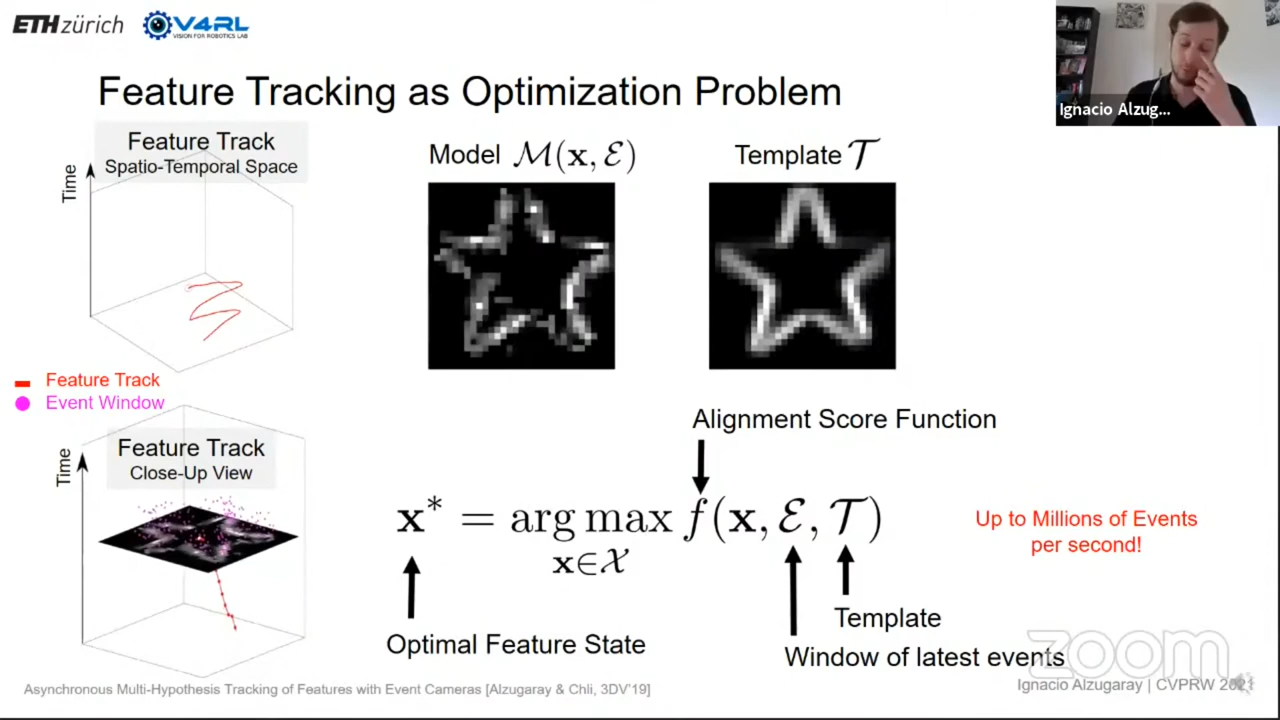 ETH zürich
V4RL
VISION FOR ROBOTICS LAB
Ignacio Alzug...
Feature Tracking as Optimization Problem
Feature Track
Spatio-Temporal Space
Time
Model M(x, ℰ)
Template 𝒯
Feature Track
Event Window
Feature Track
Close-Up View
Time
Alignment Score Function
x* = arg max f(x, ℰ, 𝒯)
x∈𝒳
Up to Millions of Events
per second!
Optimal Feature State
Template
Window of latest events
zoom
Asynchronous Multi-Hypothesis Tracking of Features with Event Cameras [Alzugaray & Chli, 3DV'19]
Ignacio Alzugaray | CVPRW 2021